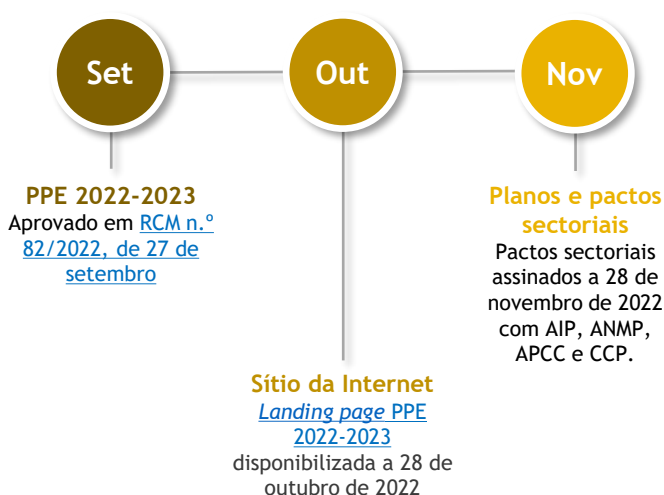 Set
Out
Nov
PPE 2022-2023
Aprovado em RCM n.º
82/2022, de 27 de
setembro
Sítio da Internet
Landing page PPE
2022-2023
disponibilizada a 28 de
outubro de 2022
Planos e pactos
sectoriais
Pactos sectoriais
assinados a 28 de
novembro de 2022
com AIP, ANMP,
APCC e CCP.